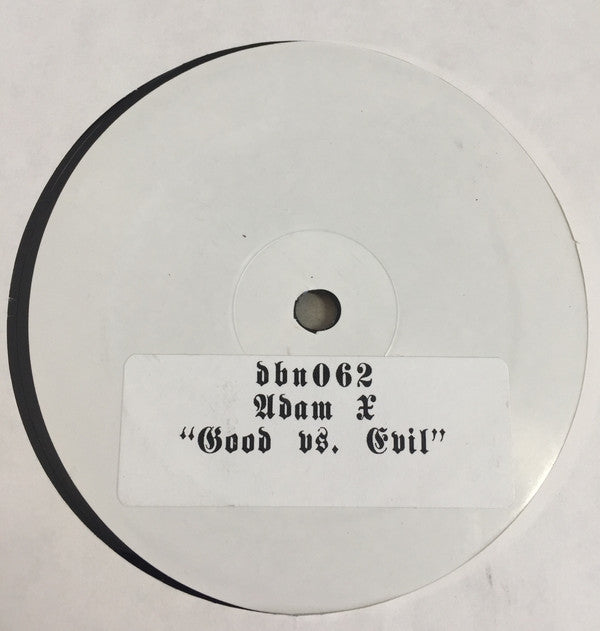 dbn062
Adam X
“Good vs. Evil”